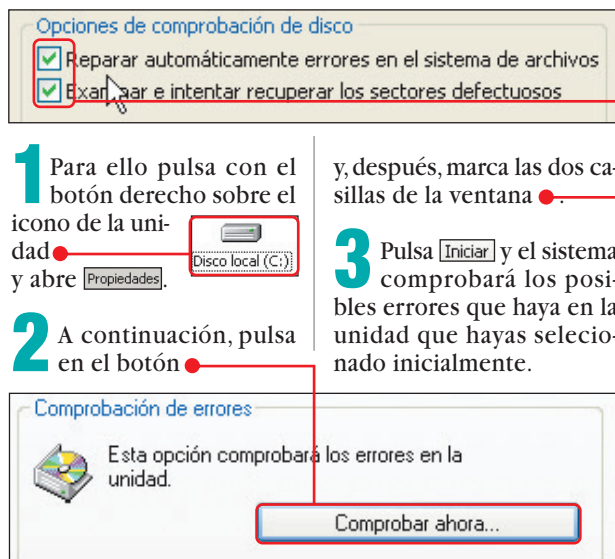 Opciones de comprobación de disco
Reparar automáticamente errores en el sistema de archivos
Examinar e intentar recuperar los sectores defectuosos
1 Para ello pulsa con el
botón derecho sobre el
icono de la uni-
dad
Disco local (C:)
y abre Propiedades.
2 A continuación, pulsa
en el botón
y, después, marca las dos ca-
sillas de la ventana .
3 Pulsa Iniciar y el sistema
comprobará los posi-
bles errores que haya en la
unidad que hayas selecio-
nado inicialmente.
Comprobación de errores
Esta opción comprobará los errores en la
unidad.
Comprobar ahora...